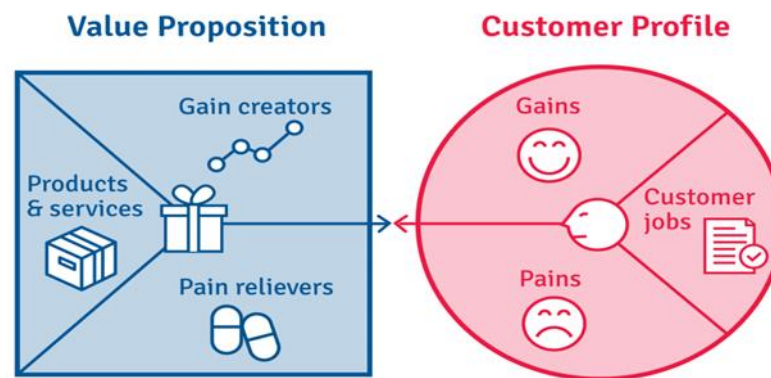 Value Proposition
Customer Profile
Gain creators
Products
& services
Pain relievers
Gains
Customer
jobs
Pains